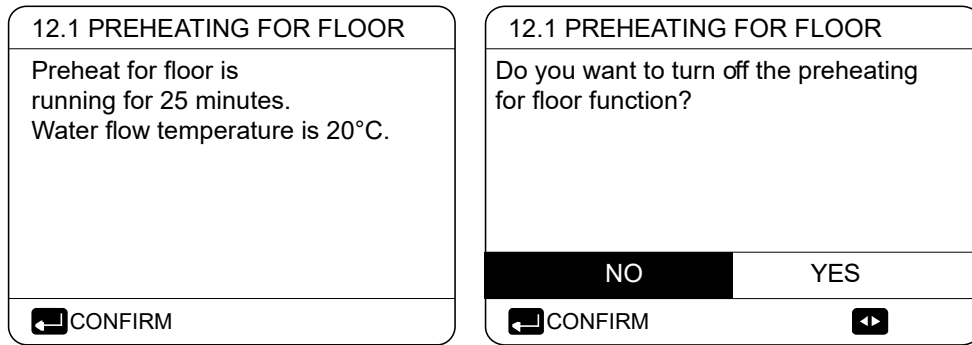 12.1 PREHEATING FOR FLOOR
Preheat for floor is
running for 25 minutes.
Water flow temperature is 20°C.
CONFIRM
12.1 PREHEATING FOR FLOOR
Do you want to turn off the preheating
for floor function?
NO YES
CONFIRM